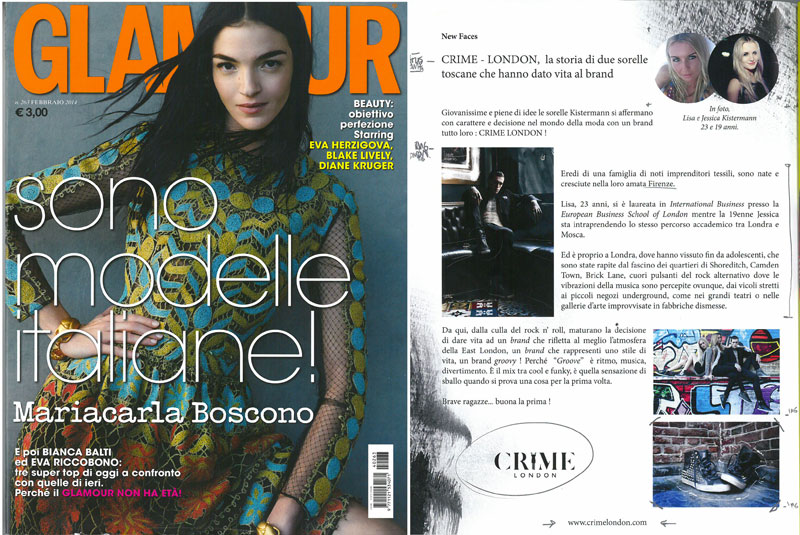 GLAMOUR
n. 263 FEBBRAIO 2014
€ 3,00
BEAUTY:
obiettivo
perfezione
Starring
EVA HERZIGOVA,
BLAKE LIVELY,
DIANE KRUGER
sono
modelle
italiane!
Mariacarla Boscono
E poi BIANCA BALTI
ed EVA RICCOBONO:
tre super top di oggi a confronto
con quelle di ieri.
Perché il GLAMOUR NON HA ETÀ!
40263
New Faces
CRIME - LONDON, la storia di due sorelle
toscane che hanno dato vita al brand
In foto,
Lisa e Jessica Kistermann
23 e 19 anni.
Giovanissime e piene di idee le sorelle Kistermann si affermano
con carattere e decisione nel mondo della moda con un brand
tutto loro : CRIME LONDON !
Eredi di una famiglia di noti imprenditori tessili, sono nate e
cresciute nella loro amata Firenze.
Lisa, 23 anni, si è laureata in International Business presso la
European Business School of London mentre la 19enne Jessica
sta intraprendendo lo stesso percorso accademico tra Londra e
Mosca.
Ed è proprio a Londra, dove hanno vissuto fin da adolescenti, che
sono state rapite dal fascino dei quartieri di Shoreditch, Camden
Town, Brick Lane, cuori pulsanti del rock alternativo dove le
vibrazioni della musica sono percepite ovunque, dai vicoli stretti
ai piccoli negozi underground, come nei grandi teatri o nelle
gallerie d'arte improvvisate in fabbriche dismesse.
Da qui, dalla culla del rock n' roll, maturano la decisione
di dare vita ad un brand che rifletta al meglio l'atmosfera
della East London, un brand che rappresenti uno stile di
vita, un brand groovy ! Perché "Groove" è ritmo, musica,
divertimento. È il mix tra cool e funky, è quella sensazione di
sballo quando si prova una cosa per la prima volta.
Brave ragazze... buona la prima !
CRIME
LONDON
www.crimelondon.com